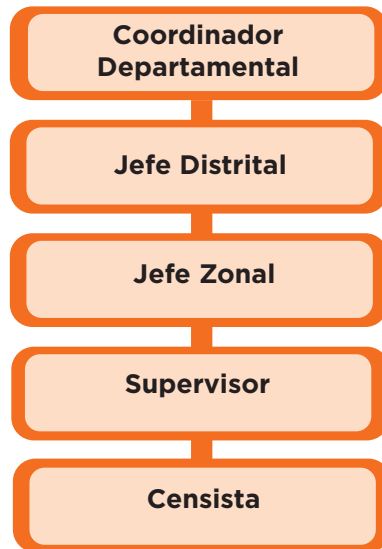 Coordinador
Departamental
Jefe Distrital
Jefe Zonal
Supervisor
Censista